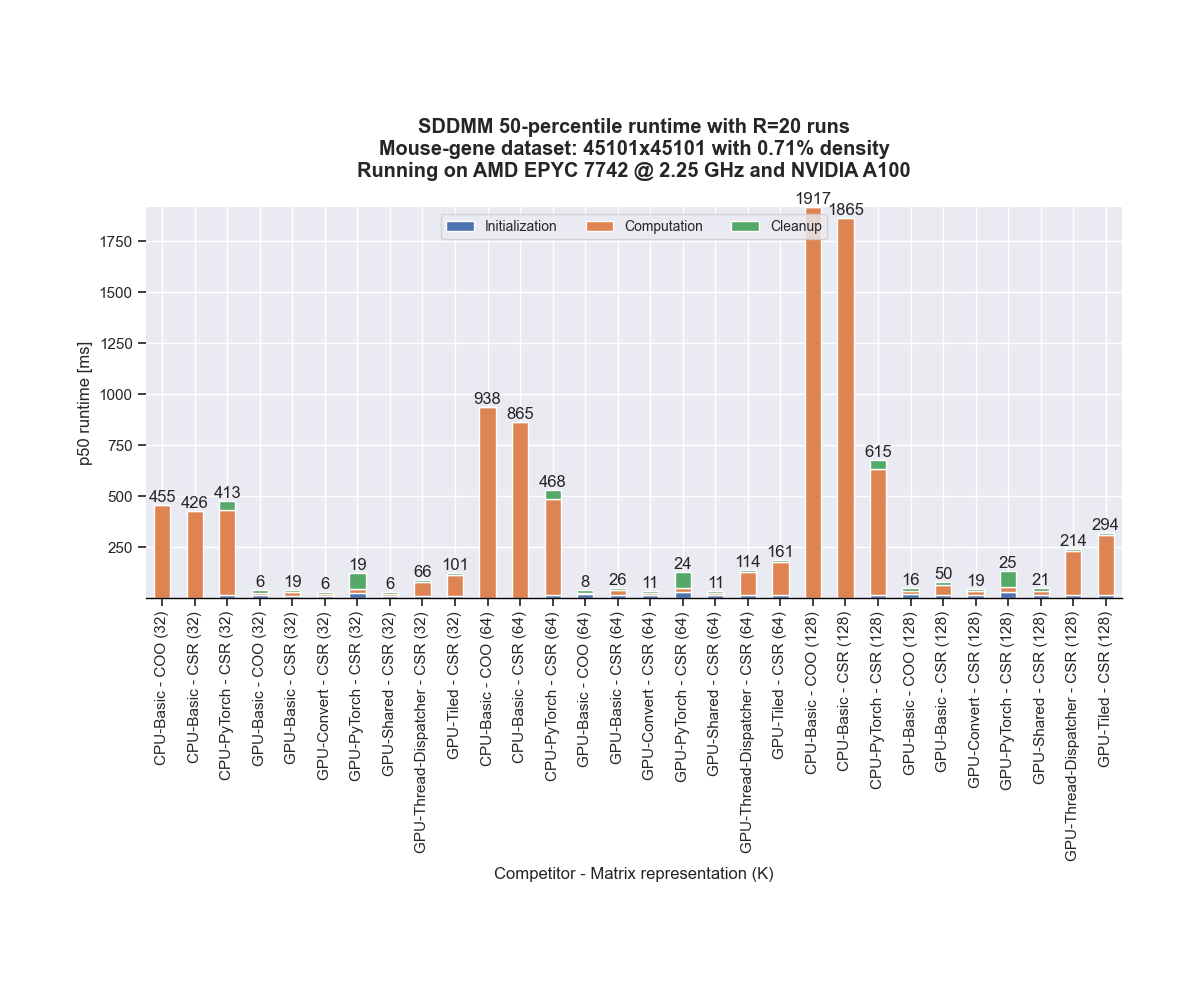 SDDMM 50-percentile runtime with R=20 runs
Mouse-gene dataset: 45101x45101 with 0.71% density
Running on AMD EPYC 7742 @ 2.25 GHz and NVIDIA A100
Initialization
Computation
Cleanup
p50 runtime [ms]
1750
1500
1250
1000
750
500
250
455
426
413
6
19
6
19
6
66
101
938
865
468
8
26
11
24
11
114
161
1917
1865
615
16
50
19
25
21
214
294
CPU-Basic - COO (32)
CPU-Basic - CSR (32)
CPU-PyTorch - CSR (32)
GPU-Basic - COO (32)
GPU-Basic - CSR (32)
GPU-Convert - CSR (32)
GPU-PyTorch - CSR (32)
GPU-Shared - CSR (32)
GPU-Thread-Dispatcher - CSR (32)
GPU-Tiled - CSR (32)
CPU-Basic - COO (64)
CPU-Basic - CSR (64)
CPU-PyTorch - CSR (64)
GPU-Basic - COO (64)
GPU-Basic - CSR (64)
GPU-Convert - CSR (64)
GPU-PyTorch - CSR (64)
GPU-Shared - CSR (64)
GPU-Thread-Dispatcher - CSR (64)
GPU-Tiled - CSR (64)
CPU-Basic - COO (128)
CPU-Basic - CSR (128)
CPU-PyTorch - CSR (128)
GPU-Basic - COO (128)
GPU-Basic - CSR (128)
GPU-Convert - CSR (128)
GPU-PyTorch - CSR (128)
GPU-Shared - CSR (128)
GPU-Thread-Dispatcher - CSR (128)
GPU-Tiled - CSR (128)
Competitor - Matrix representation (K)